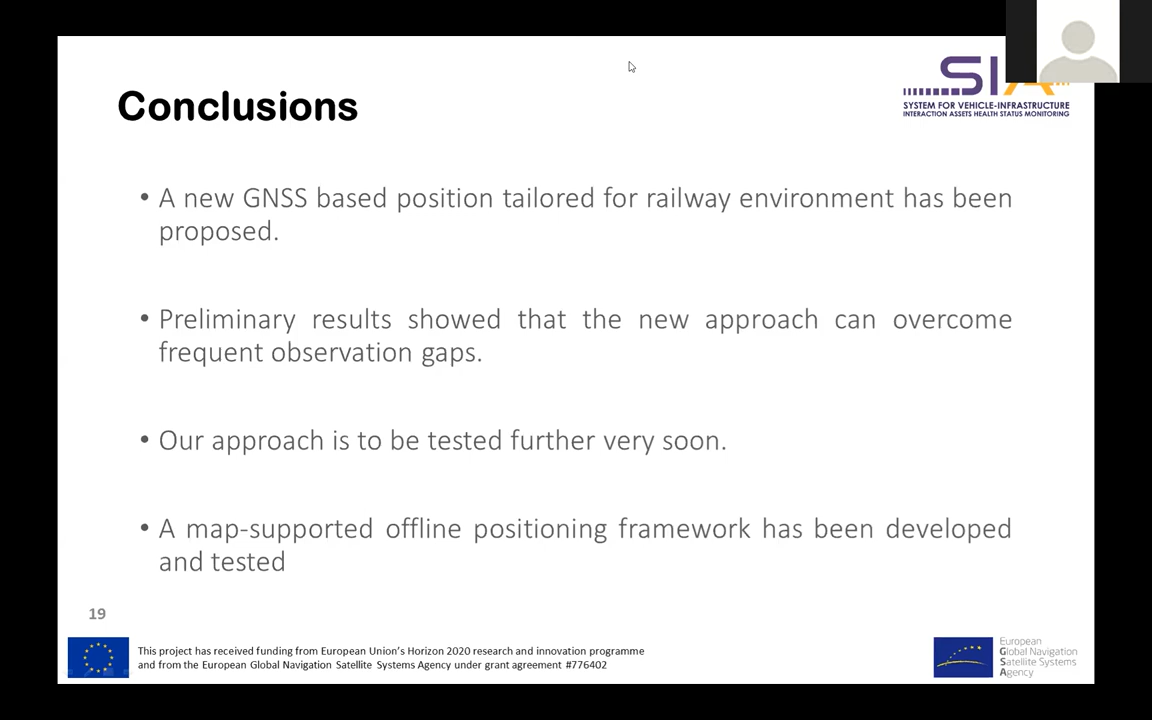 SIA
SYSTEM FOR VEHICLE-INFRASTRUCTURE
INTERACTION ASSETS HEALTH STATUS MONITORING
Conclusions
• A new GNSS based position tailored for railway environment has been
proposed.
• Preliminary results showed that the new approach can overcome
frequent observation gaps.
• Our approach is to be tested further very soon.
• A map-supported offline positioning framework has been developed
and tested
19
This project has received funding from European Union's Horizon 2020 research and innovation programme
and from the European Global Navigation Satellite Systems Agency under grant agreement #776402
European
Global Navigation
Satellite Systems
Agency